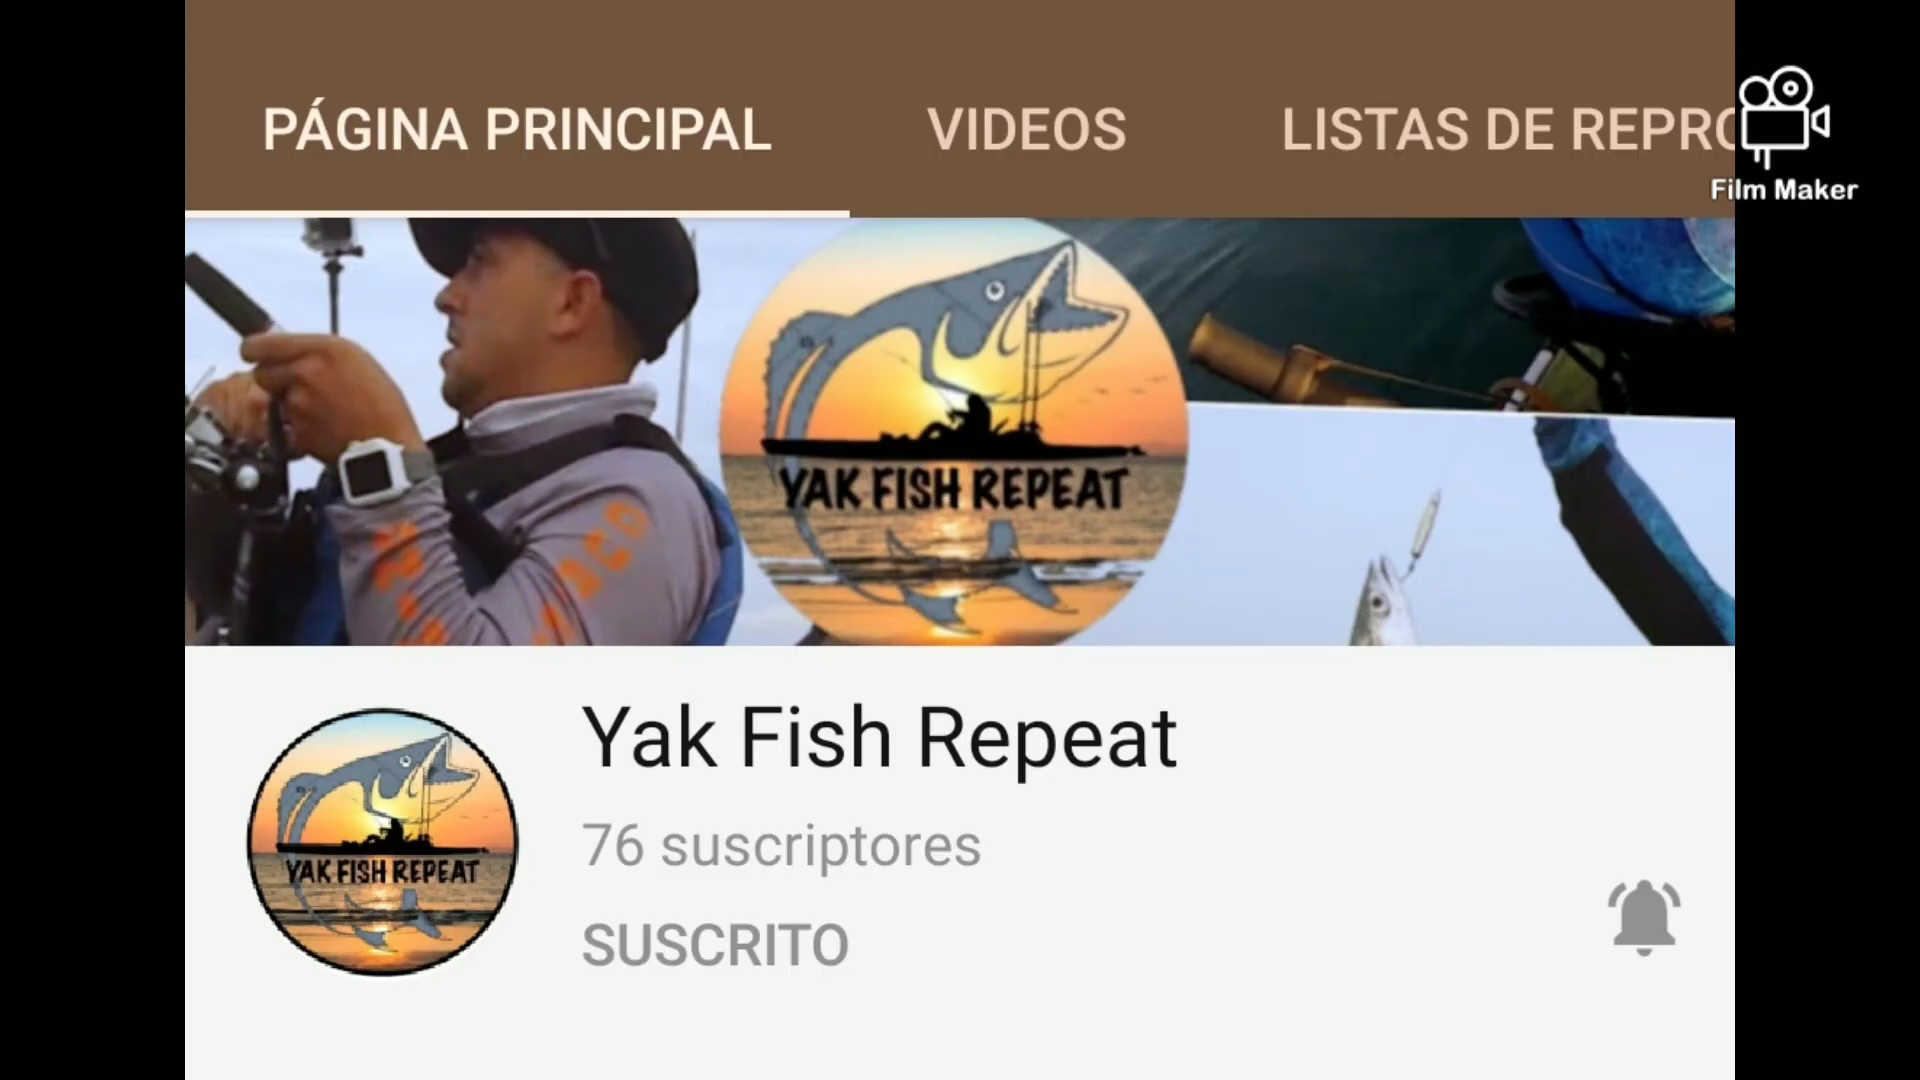 PÁGINA PRINCIPAL
VIDEOS
LISTAS DE REPRO
Film Maker
YAK FISH REPEAT
Yak Fish Repeat
76 suscriptores
SUSCRITO
YAK FISH REPEAT